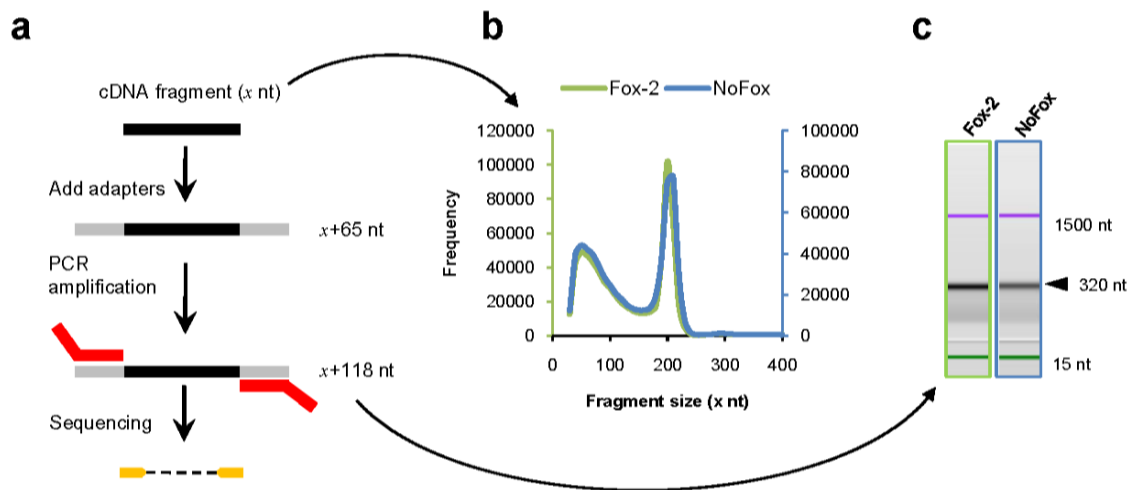 a
cDNA fragment (x nt)
Add adapters
x+65 nt
PCR
amplification
x+118 nt
Sequencing
b
Fox-2 NoFox
120000
100000
80000
60000
40000
20000
0
Frequency
100000
80000
60000
40000
20000
0
0 100 200 300 400
Fragment size (x nt)
c
Fox-2 NoFox
1500 nt
320 nt
15 nt